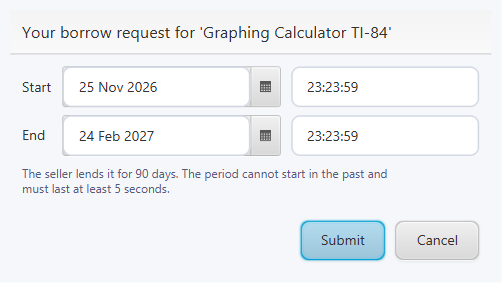 Your borrow request for 'Graphing Calculator TI-84'
Start 25 Nov 2026 23:23:59
End 24 Feb 2027 23:23:59
The seller lends it for 90 days. The period cannot start in the past and
must last at least 5 seconds.
Submit Cancel